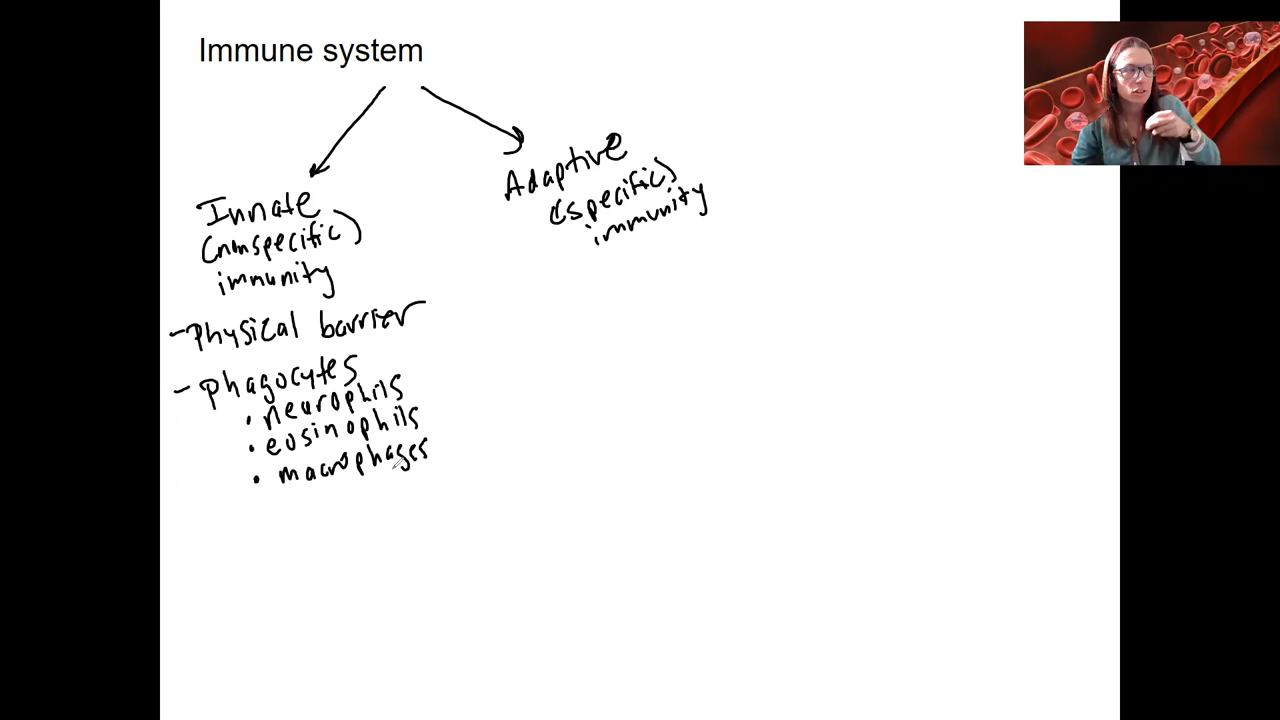 Immune system
Innate
(nonspecific)
immunity
- Physical barrier
- Phagocytes
• neurophils
• eosinophils
• macrophages
Adaptive
(specific)
immunity